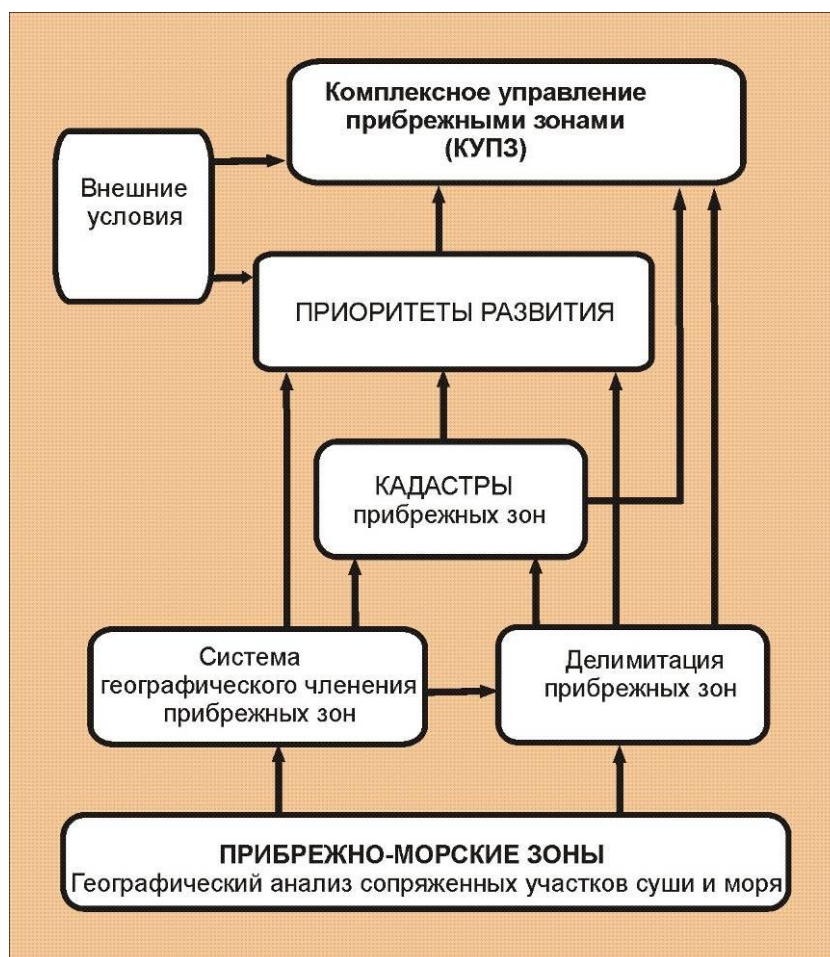 Комплексное управление
прибрежными зонами
(КУПЗ)
Внешние
условия
ПРИОРИТЕТЫ РАЗВИТИЯ
КАДАСТРЫ
прибрежных зон
Система
географического членения
прибрежных зон
Делимитация
прибрежных зон
ПРИБРЕЖНО-МОРСКИЕ ЗОНЫ
Географический анализ сопряженных участков суши и моря